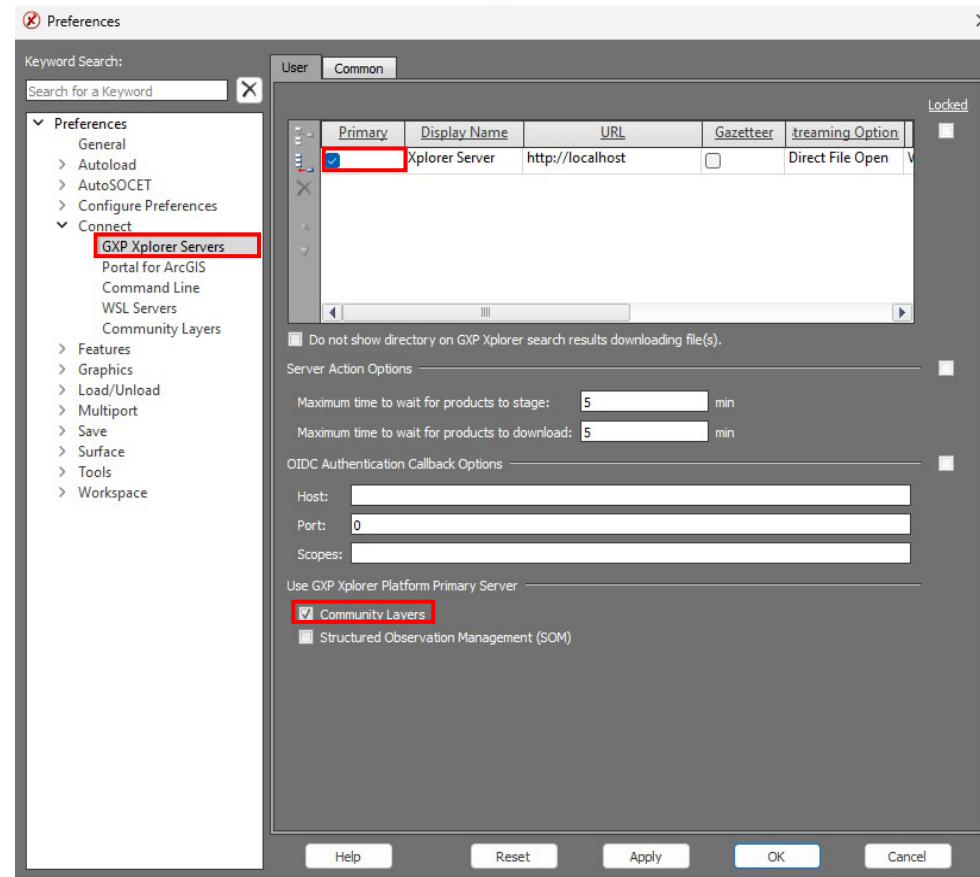 Preferences
Keyword Search:
Search for a Keyword
Preferences
General
Autoload
AutoSOCET
Configure Preferences
Connect
GXP Xplorer Servers
Portal for ArcGIS
Command Line
WSL Servers
Community Layers
Features
Graphics
Load/Unload
Multiport
Save
Surface
Tools
Workspace
User Common
Locked
Primary Display Name URL Gazetteer treaming Option
Xplorer Server http://localhost Direct File Open
Do not show directory on GXP Xplorer search results downloading file(s).
Server Action Options
Maximum time to wait for products to stage: 5 min
Maximum time to wait for products to download: 5 min
OIDC Authentication Callback Options
Host:
Port: 0
Scopes:
Use GXP Xplorer Platform Primary Server
Community Layers
Structured Observation Management (SOM)
Help Reset Apply OK Cancel